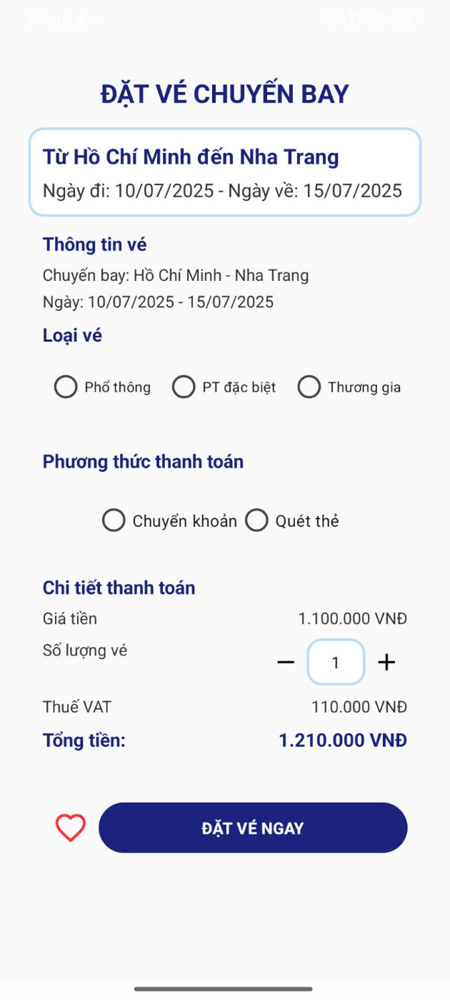 ĐẶT VÉ CHUYẾN BAY
Từ Hồ Chí Minh đến Nha Trang
Ngày đi: 10/07/2025 - Ngày về: 15/07/2025
Thông tin vé
Chuyến bay: Hồ Chí Minh - Nha Trang
Ngày: 10/07/2025 - 15/07/2025
Loại vé
Phổ thông PT đặc biệt Thương gia
Phương thức thanh toán
Chuyển khoản Quét thẻ
Chi tiết thanh toán
Giá tiền 1.100.000 VNĐ
Số lượng vé − 1 +
Thuế VAT 110.000 VNĐ
Tổng tiền: 1.210.000 VNĐ
ĐẶT VÉ NGAY